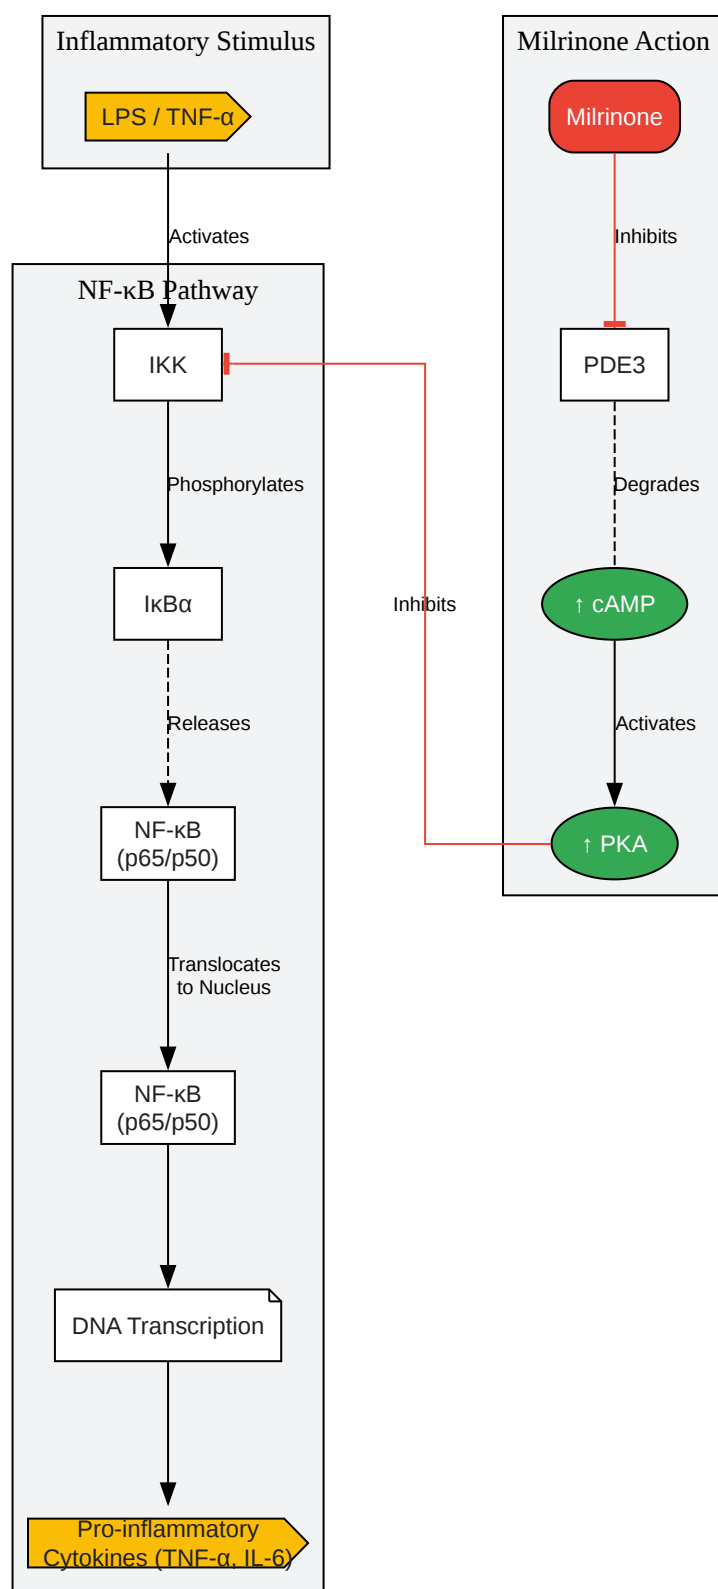 Inflammatory Stimulus
LPS / TNF-α
Activates
NF-κB Pathway
IKK
Phosphorylates
IκBα
Releases
NF-κB
(p65/p50)
Translocates
to Nucleus
NF-κB
(p65/p50)
DNA Transcription
Pro-inflammatory
Cytokines (TNF-α, IL-6)
Inhibits
Milrinone Action
Milrinone
Inhibits
PDE3
Degrades
↑ cAMP
Activates
↑ PKA